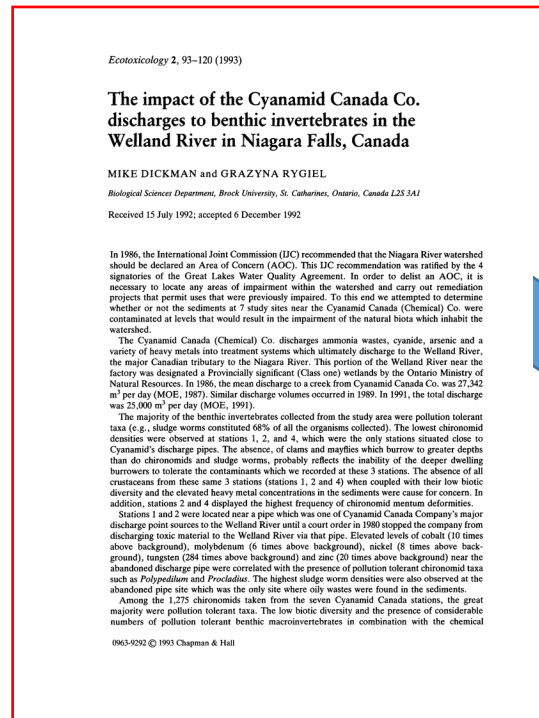 Ecotoxicology 2, 93–120 (1993)
The impact of the Cyanamid Canada Co.
discharges to benthic invertebrates in the
Welland River in Niagara Falls, Canada
MIKE DICKMAN and GRAZYNA RYGIEL
Biological Sciences Department, Brock University, St. Catharines, Ontario, Canada L2S 3A1
Received 15 July 1992; accepted 6 December 1992
In 1986, the International Joint Commission (IJC) recommended that the Niagara River watershed
should be declared an Area of Concern (AOC). This IJC recommendation was ratified by the 4
signatories of the Great Lakes Water Quality Agreement. In order to delist an AOC, it is
necessary to locate any areas of impairment within the watershed and carry out remediation
projects that permit uses that were previously impaired. To this end we attempted to determine
whether or not the sediments at 7 study sites near the Cyanamid Canada (Chemical) Co. were
contaminated at levels that would result in the impairment of the natural biota which inhabit the
watershed.
The Cyanamid Canada (Chemical) Co. discharges ammonia wastes, cyanide, arsenic and a
variety of heavy metals into treatment systems which ultimately discharge to the Welland River,
the major Canadian tributary to the Niagara River. This portion of the Welland River near the
factory was designated a Provincially significant (Class one) wetlands by the Ontario Ministry of
Natural Resources. In 1986, the mean discharge to a creek from Cyanamid Canada Co. was 27,342
m³ per day (MOE, 1987). Similar discharge volumes occurred in 1989. In 1991, the total discharge
was 25,000 m³ per day (MOE, 1991).
The majority of the benthic invertebrates collected from the study area were pollution tolerant
taxa (e.g., sludge worms constituted 68% of all the organisms collected). The lowest chironomid
densities were observed at stations 1, 2, and 4, which were the only stations situated close to
Cyanamid's discharge pipes. The absence, of clams and mayflies which burrow to greater depths
than do chironomids and sludge worms, probably reflects the inability of the deeper dwelling
burrowers to tolerate the contaminants which we recorded at these 3 stations. The absence of all
crustaceans from these same 3 stations (stations 1, 2 and 4) when coupled with their low biotic
diversity and the elevated heavy metal concentrations in the sediments were cause for concern. In
addition, stations 2 and 4 displayed the highest frequency of chironomid mentum deformities.
Stations 1 and 2 were located near a pipe which was one of Cyanamid Canada Company's major
discharge point sources to the Welland River until a court order in 1980 stopped the company from
discharging toxic material to the Welland River via that pipe. Elevated levels of cobalt (10 times
above background), molybdenum (6 times above background), nickel (8 times above back-
ground), tungsten (284 times above background) and zinc (20 times above background) near the
abandoned discharge pipe were correlated with the presence of pollution tolerant chironomid taxa
such as Polypedilum and Procladius. The highest sludge worm densities were also observed at the
abandoned pipe site which was the only site where oily wastes were found in the sediments.
Among the 1,275 chironomids taken from the seven Cyanamid Canada stations, the great
majority were pollution tolerant taxa. The low biotic diversity and the presence of considerable
numbers of pollution tolerant benthic macroinvertebrates in combination with the chemical
0963-9292 © 1993 Chapman & Hall